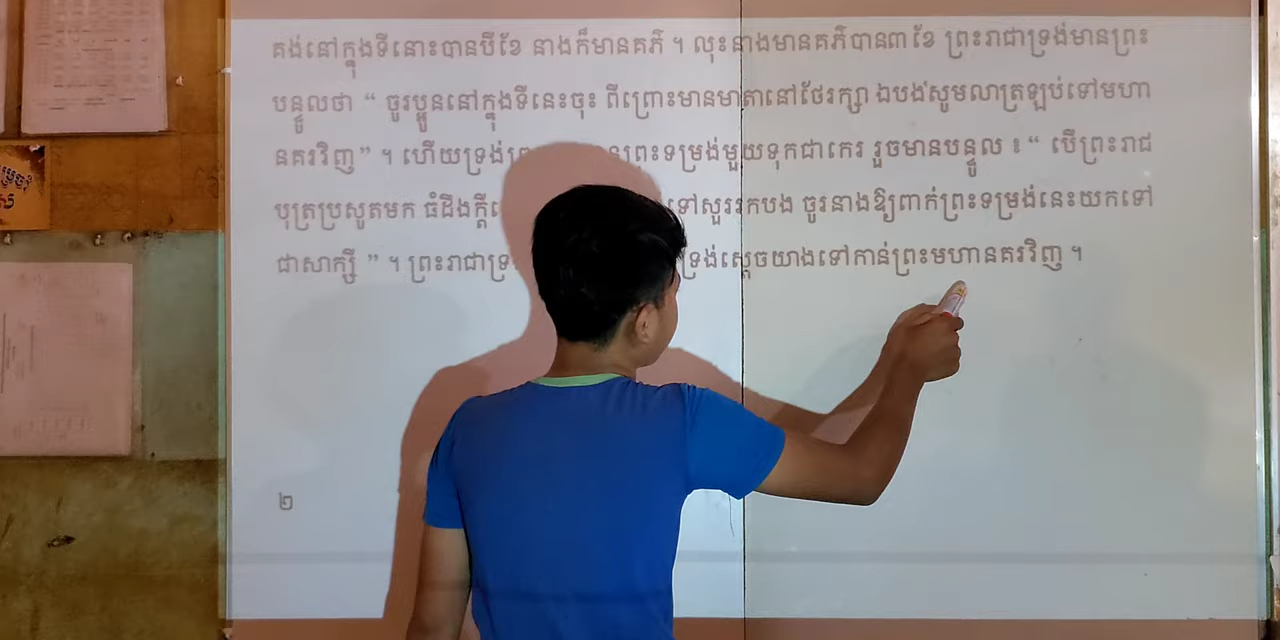 គង់នៅក្នុងទីនោះបានបីខែ នាងក៏មានគភ៌ ។ លុះនាងមានគភ៌បាន៣ ខែ ព្រះរាជាទ្រង់មានព្រះ
បន្ទូលថា “ ចូរប្អូននៅក្នុងទីនេះចុះ ពីព្រោះមានមាតានៅថែរក្សា ឯបង់សូមលាត្រឡប់ទៅមហា
នគរវិញ” ។ ហើយទ្រង់ ព្រះទម្រង់មួយទុកជាកេរ រួចមានបន្ទូល ៖ “ បើព្រះរាជ
បុត្រប្រសូតមក ធំដឹងក្តី ទៅសួររកបង ចូរនាងឱ្យពាក់ព្រះទម្រង់នេះយកទៅ
ជាសាក្សី ” ។ ព្រះរាជា ទ្រង់ស្តេចយាងទៅកាន់ព្រះមហានគរវិញ ។
២